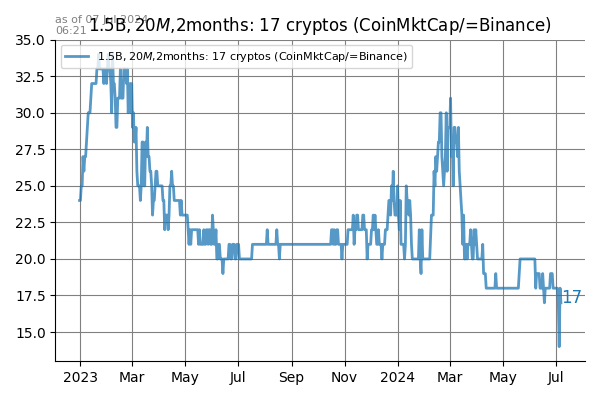 as of 07 Jul 2024
06:21
1.5B,20M,2months: 17 cryptos (CoinMktCap/=Binance)
1.5B,20M,2months: 17 cryptos (CoinMktCap/=Binance)
35.0
32.5
30.0
27.5
25.0
22.5
20.0
17.5
15.0
17
2023 Mar May Jul Sep Nov 2024 Mar May Jul